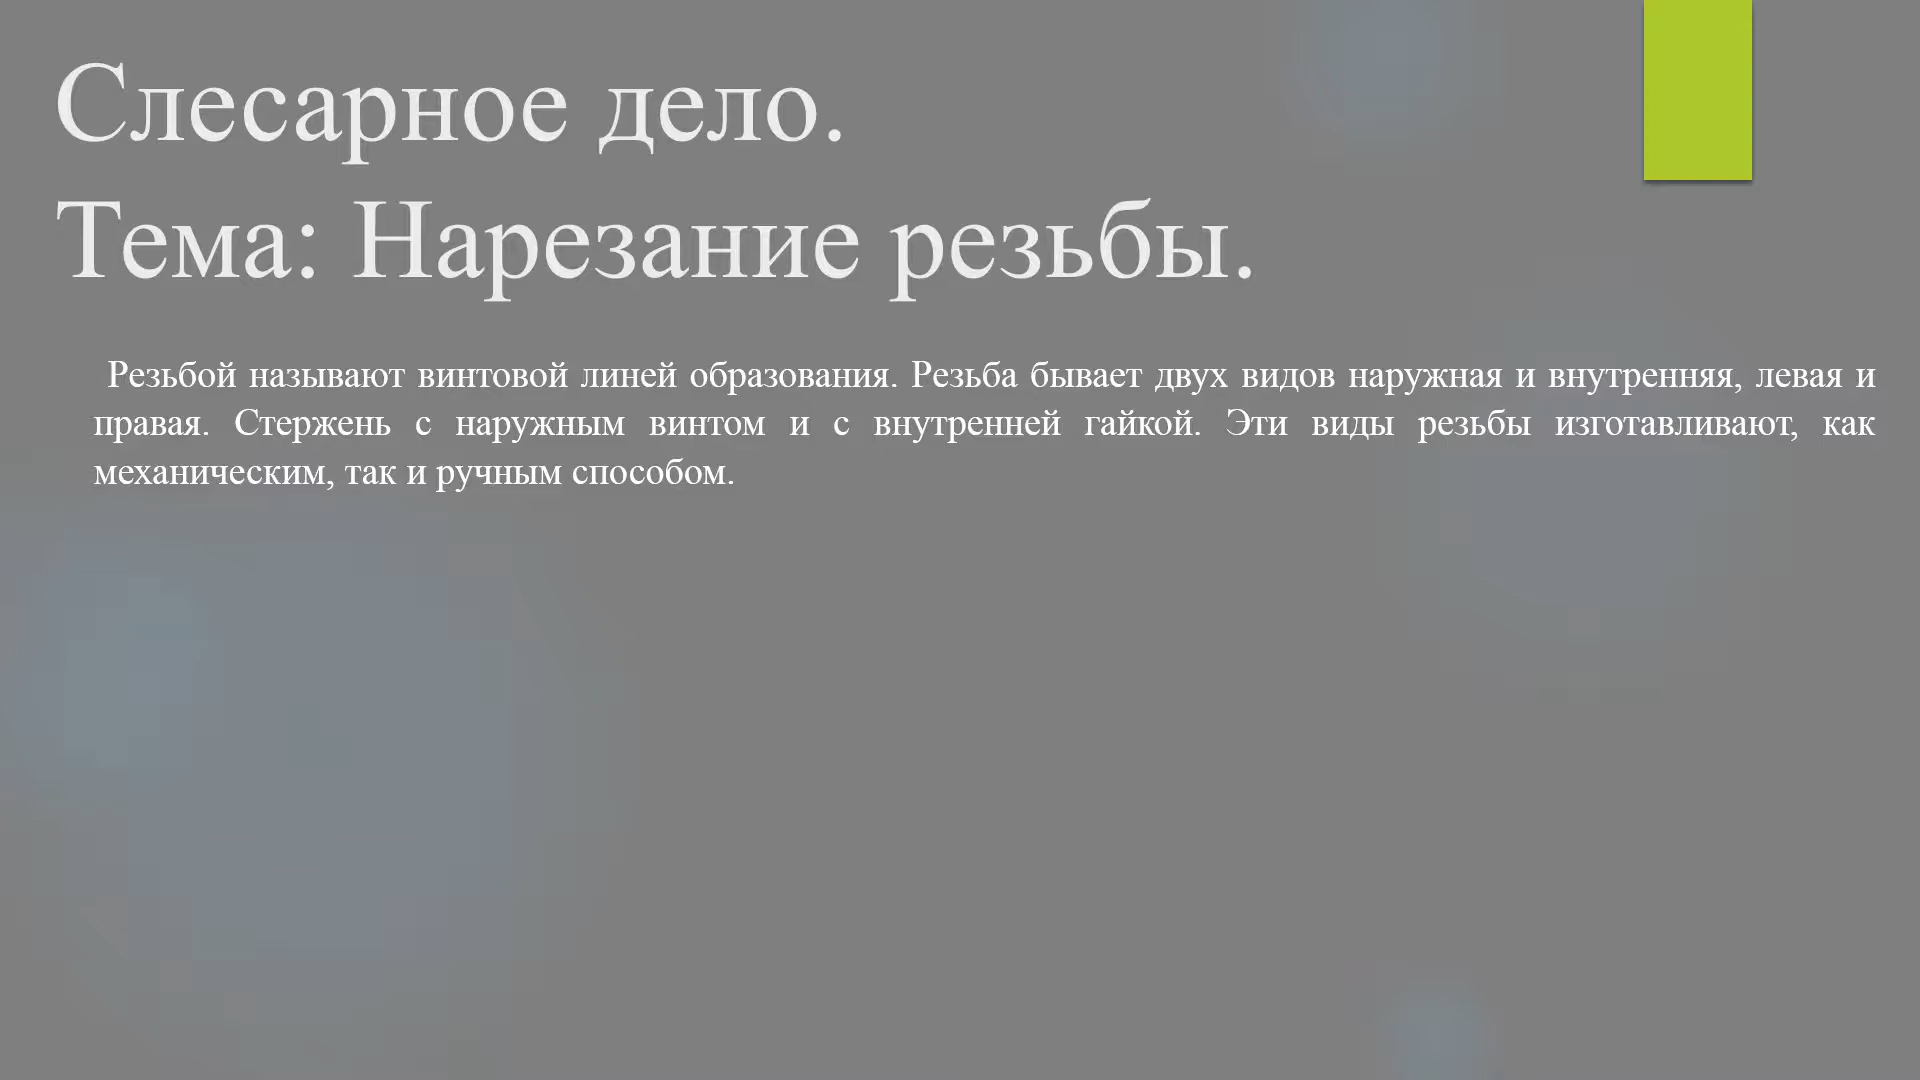 Слесарное дело.
Тема: Нарезание резьбы.
Резьбой называют винтовой линей образования. Резьба бывает двух видов наружная и внутренняя, левая и
правая. Стержень с наружным винтом и с внутренней гайкой. Эти виды резьбы изготавливают, как
механическим, так и ручным способом.